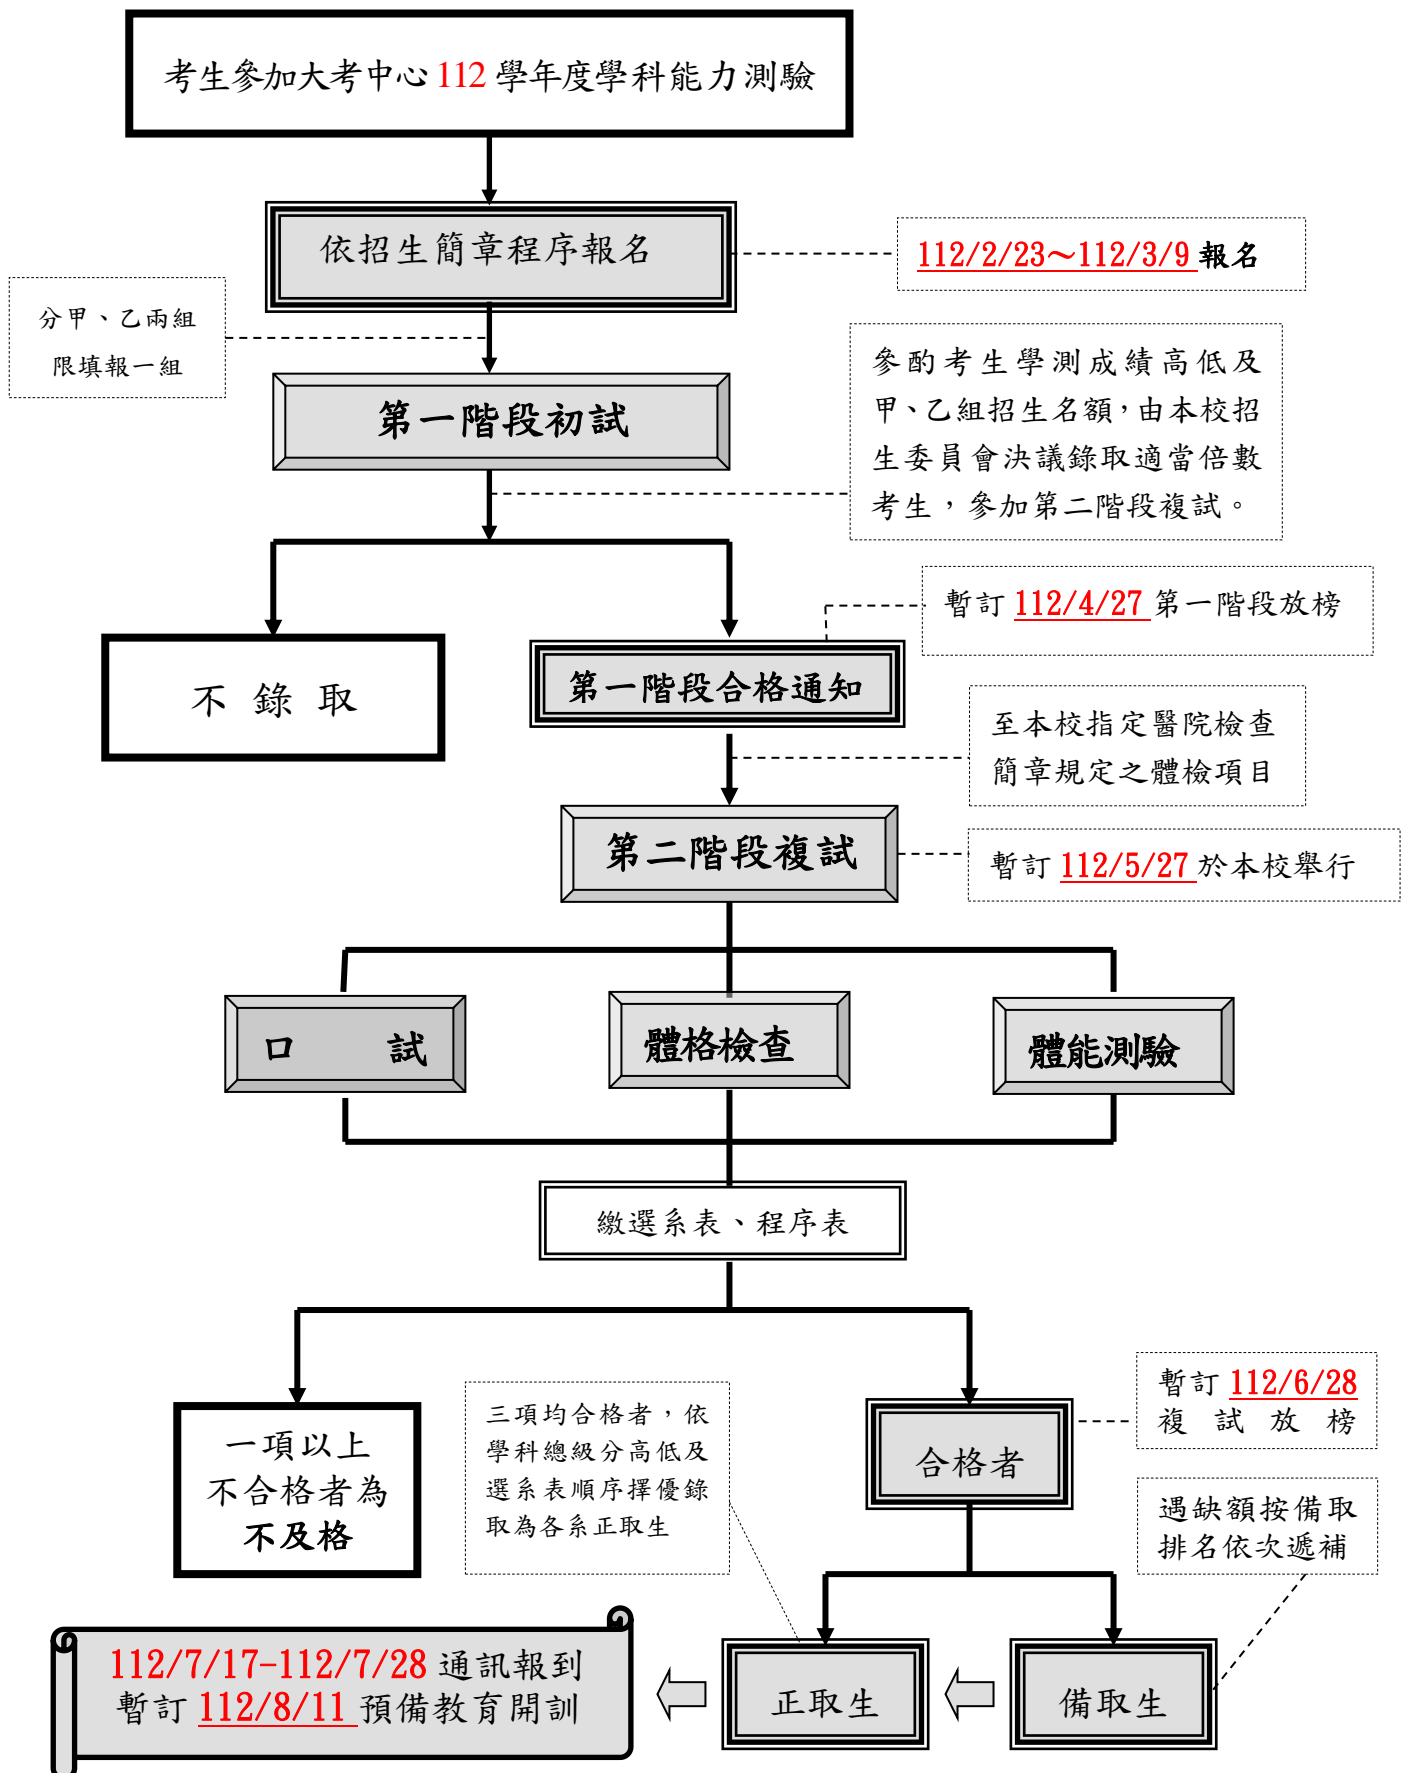 考生參加大考中心 112 學年度學科能力測驗
依招生簡章程序報名
112/2/23～112/3/9 報名
分甲、乙兩組
限填報一組
第一階段初試
參酌考生學測成績高低及
甲、乙組招生名額，由本校招
生委員會決議錄取適當倍數
考生，參加第二階段複試。
暫訂 112/4/27 第一階段放榜
不 錄 取
第一階段合格通知
至本校指定醫院檢查
簡章規定之體檢項目
第二階段複試
暫訂 112/5/27 於本校舉行
口 試
體格檢查
體能測驗
繳選系表、程序表
一項以上
不合格者為
不及格
三項均合格者，依
學科總級分高低及
選系表順序擇優錄
取為各系正取生
合格者
暫訂 112/6/28
複 試 放 榜
遇缺額按備取
排名依次遞補
112/7/17-112/7/28 通訊報到
暫訂 112/8/11 預備教育開訓
正取生
備取生